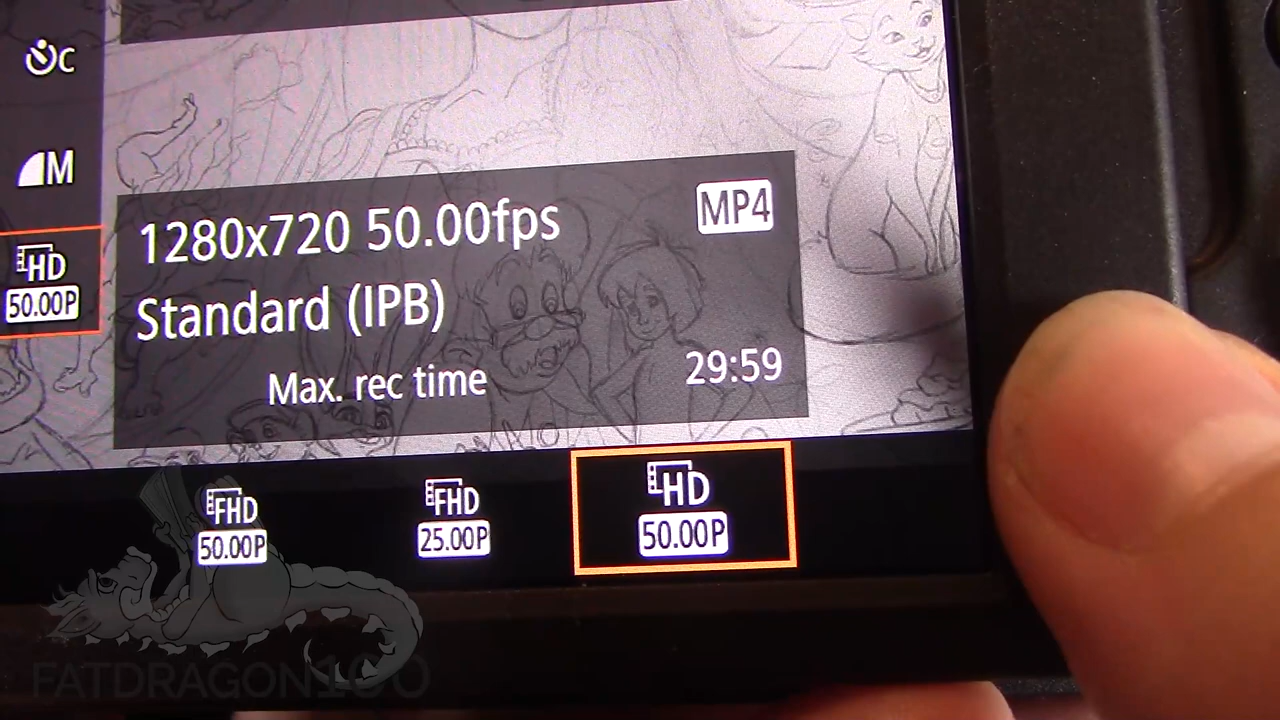 C
M
HD
50.00P
1280x720 50.00fps
MP4
Standard (IPB)
Max. rec time
29:59
FHD
50.00P
FHD
25.00P
HD
50.00P
FATDRAGON100